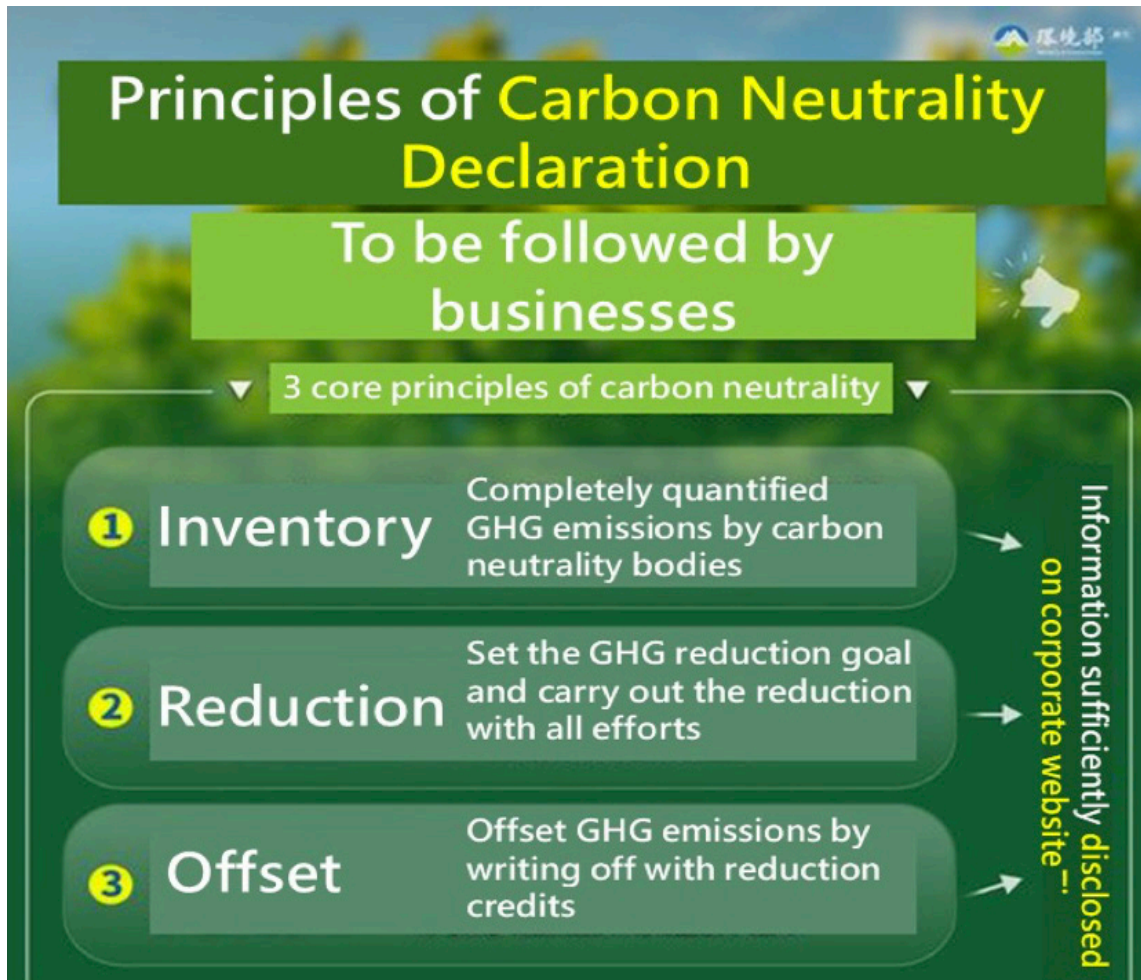 環境部
Principles of Carbon Neutrality
Declaration
To be followed by
businesses
3 core principles of carbon neutrality
1 Inventory
Completely quantified
GHG emissions by carbon
neutrality bodies
2 Reduction
Set the GHG reduction goal
and carry out the reduction
with all efforts
3 Offset
Offset GHG emissions by
writing off with reduction
credits
Information sufficiently disclosed
on corporate website